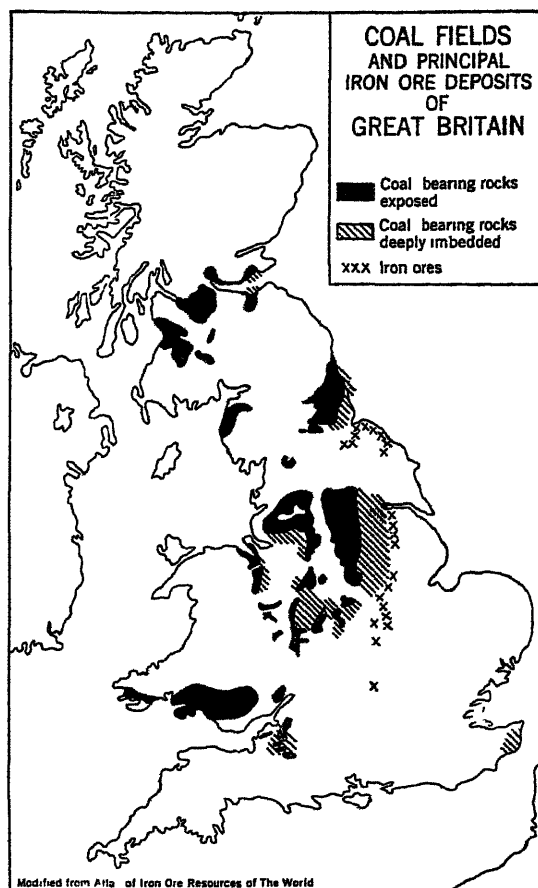 COAL FIELDS
AND PRINCIPAL
IRON ORE DEPOSITS
OF
GREAT BRITAIN
Coal bearing rocks
exposed
Coal bearing rocks
deeply imbedded
xxx Iron ores
Modified from Atla of Iron Ore Resources of The World